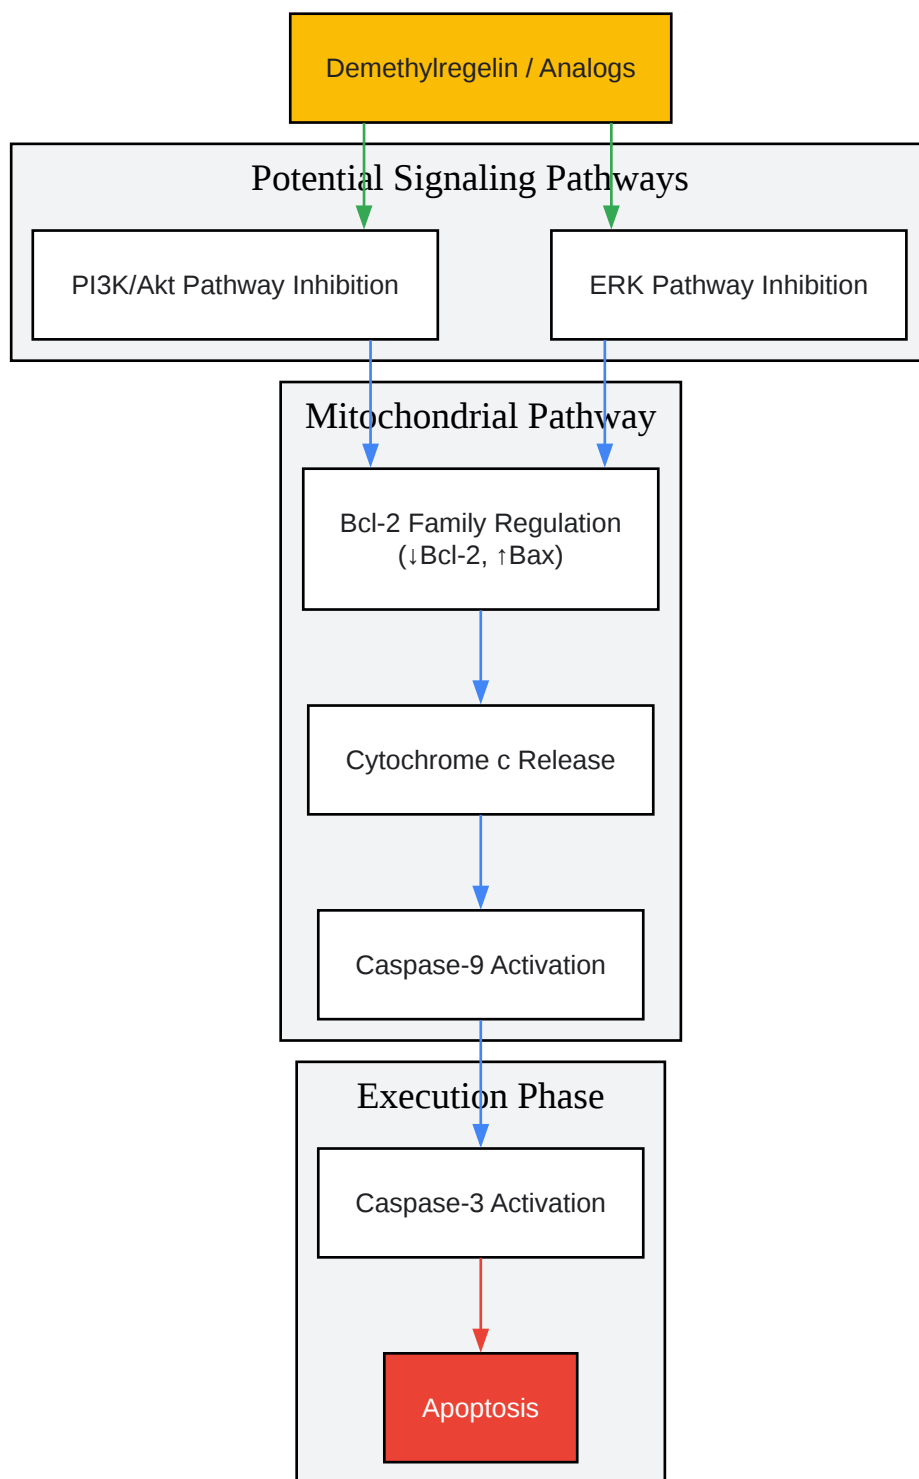 Demethylregelin / Analogs
Potential Signaling Pathways
PI3K/Akt Pathway Inhibition
ERK Pathway Inhibition
Mitochondrial Pathway
Bcl-2 Family Regulation
(↓Bcl-2, ↑Bax)
Cytochrome c Release
Caspase-9 Activation
Execution Phase
Caspase-3 Activation
Apoptosis